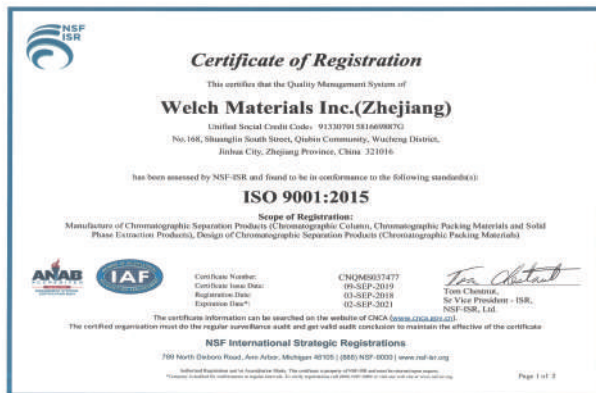 NSF
ISR
Certificate of Registration
This certifies that the Quality Management System of
Welch Materials Inc.(Zhejiang)
Unified Social Credit Code: 91330701581669887G
No.168, Shuanglin South Street, Qiubin Community, Wucheng District,
Jinhua City, Zhejiang Province, China 321016
has been assessed by NSF-ISR and found to be in conformance to the following standard(s):
ISO 9001:2015
Scope of Registration:
Manufacture of Chromatographic Separation Products (Chromatographic Column, Chromatographic Packing Materials and Solid
Phase Extraction Products), Design of Chromatographic Separation Products (Chromatographic Packing Materials)
ANAB
ACCREDITED
IAF
Certificate Number: CNQMS037477
Certificate Issue Date: 09-SEP-2019
Registration Date: 03-SEP-2018
Expiration Date*: 02-SEP-2021
Tom Chestnut
Tom Chestnut,
Sr Vice President - ISR,
NSF-ISR, Ltd.
The certificate information can be searched on the website of CNCA (www.cnca.gov.cn).
The certified organisation must do the regular surveillance audit and get valid audit conclusion to maintain the effective of the certificate
NSF International Strategic Registrations
789 North Dixboro Road, Ann Arbor, Michigan 48105 | (888) NSF-9000 | www.nsf-isr.org
Page 1 of 2